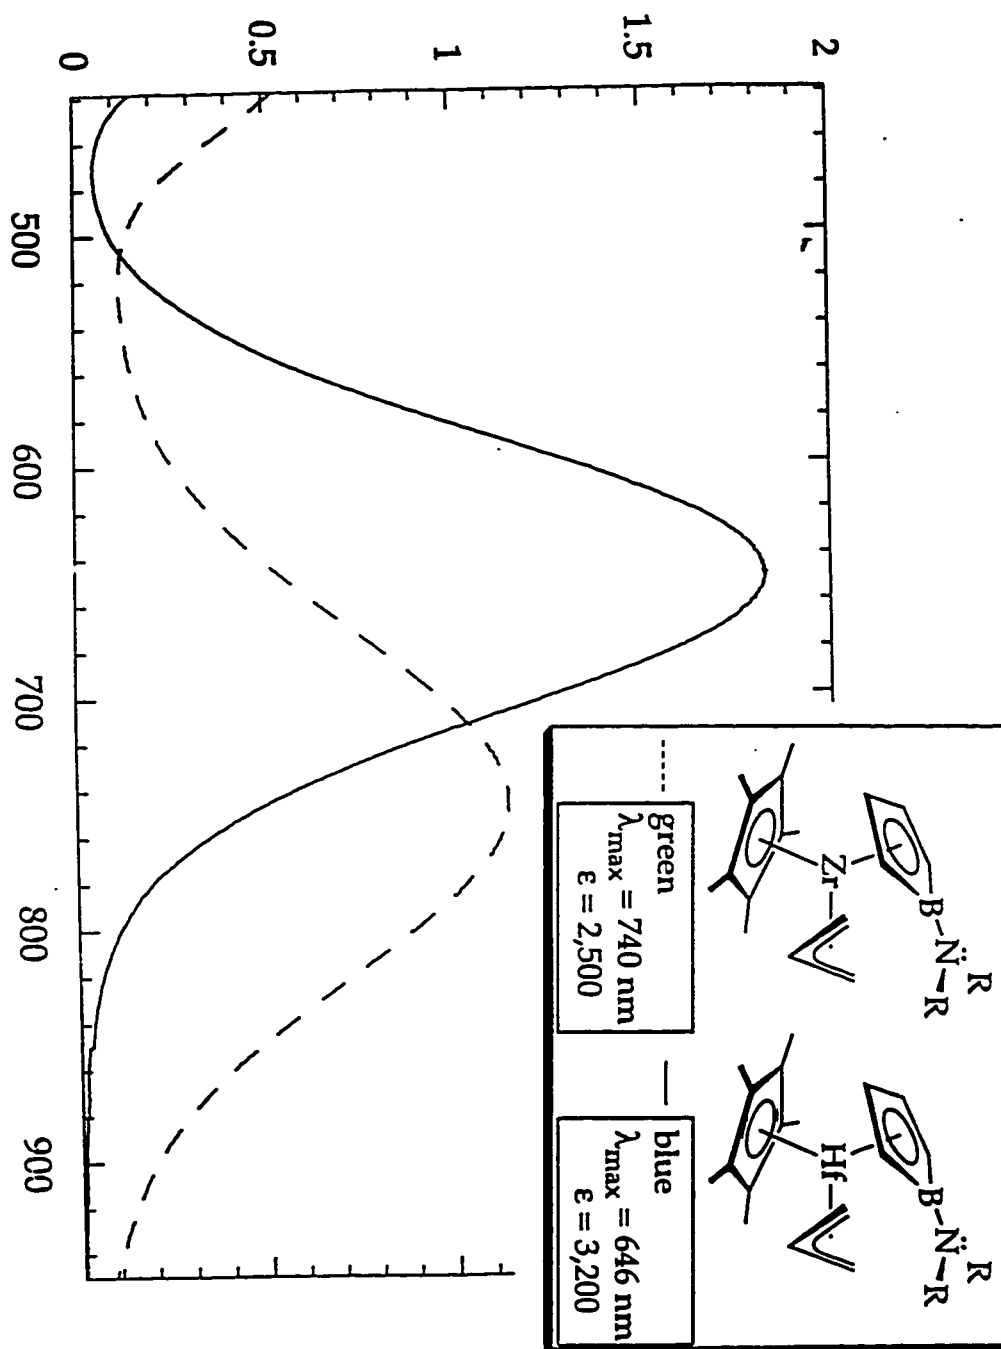 2
1.5
1
0.5
0
500
600
700
800
900
R
B–N̈–R
Zr
R
B–N̈–R
Hf
----- green
λmax = 740 nm
ε = 2,500
— blue
λmax = 646 nm
ε = 3,200